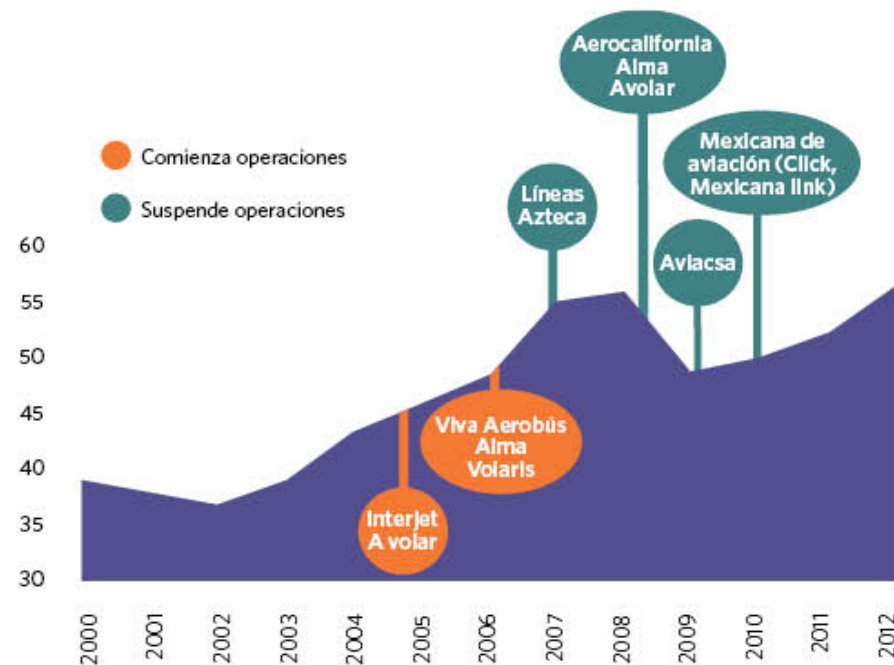 Aerocalifornia
Alma
Avolar
Mexicana de
aviación (Click,
Mexicana link)
Comienza operaciones
Suspende operaciones
Líneas
Azteca
Aviacsa
60
55
50
45
40
35
30
Viva Aerobús
Alma
Volaris
Interjet
A volar
2000
2001
2002
2003
2004
2005
2006
2007
2008
2009
2010
2011
2012